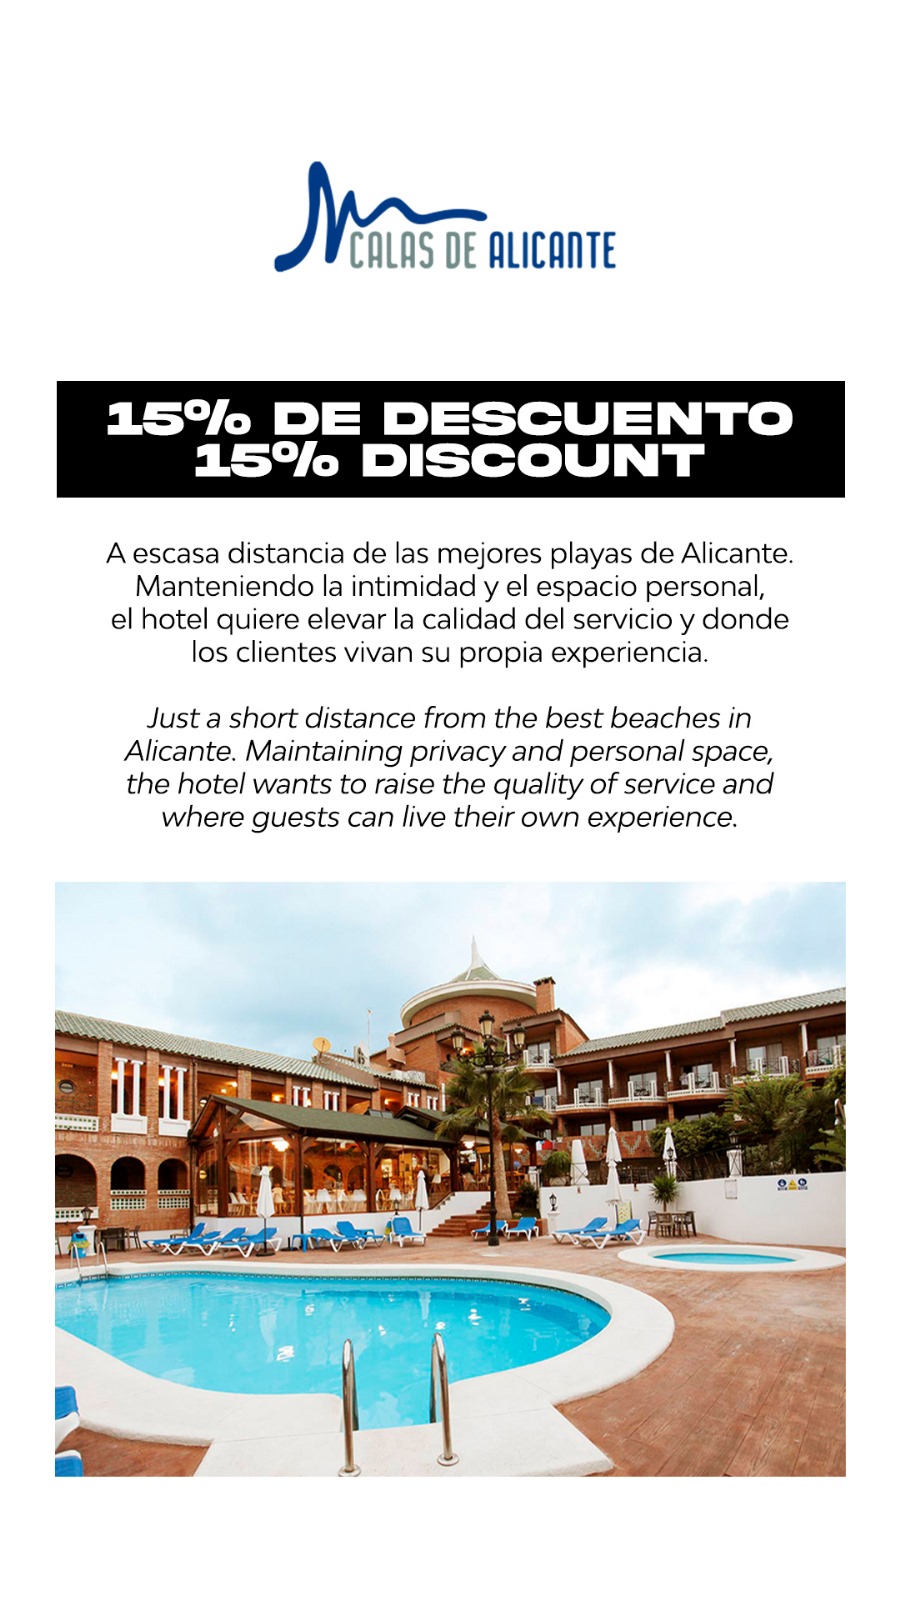 CALAS DE ALICANTE
15% DE DESCUENTO
15% DISCOUNT
A escasa distancia de las mejores playas de Alicante.
Manteniendo la intimidad y el espacio personal,
el hotel quiere elevar la calidad del servicio y donde
los clientes vivan su propia experiencia.
Just a short distance from the best beaches in
Alicante. Maintaining privacy and personal space,
the hotel wants to raise the quality of service and
where guests can live their own experience.